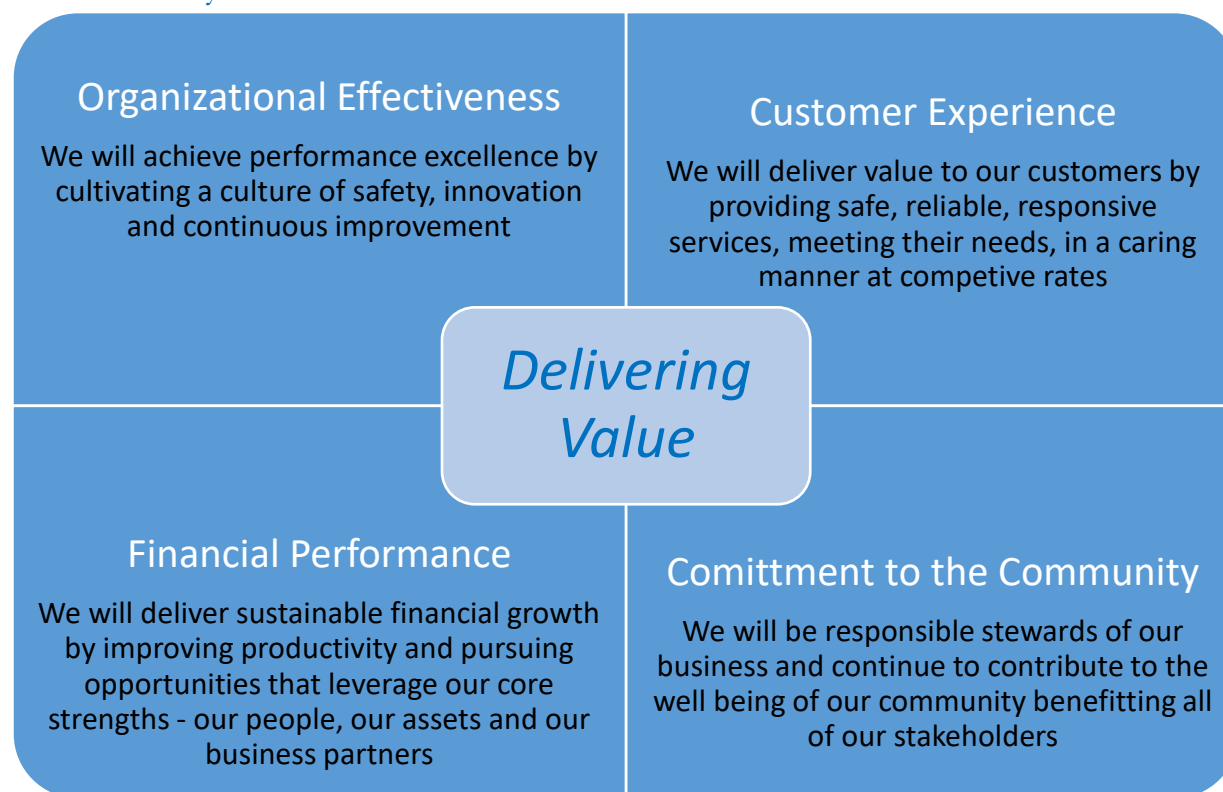 Organizational Effectiveness
We will achieve performance excellence by
cultivating a culture of safety, innovation
and continuous improvement
Customer Experience
We will deliver value to our customers by
providing safe, reliable, responsive
services, meeting their needs, in a caring
manner at competive rates
Delivering
Value
Financial Performance
We will deliver sustainable financial growth
by improving productivity and pursuing
opportunities that leverage our core
strengths - our people, our assets and our
business partners
Comittment to the Community
We will be responsible stewards of our
business and continue to contribute to the
well being of our community benefitting all
of our stakeholders